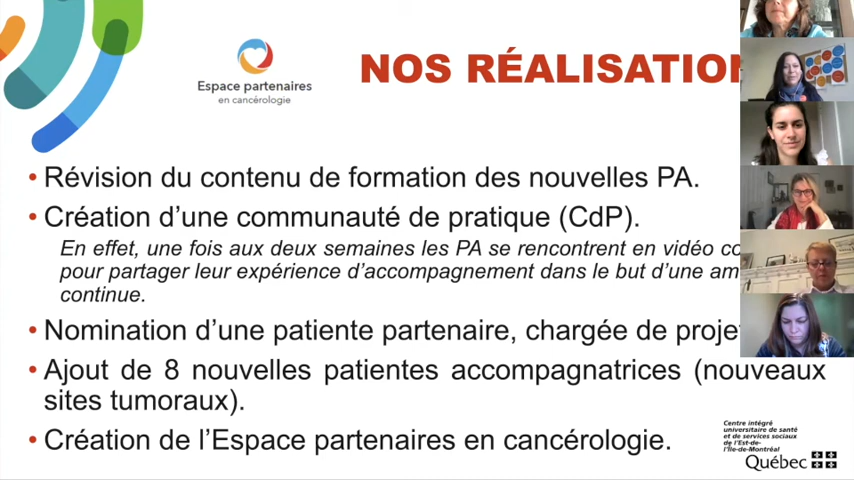 Espace partenaires
en cancérologie
NOS RÉALISATION
• Révision du contenu de formation des nouvelles PA.
• Création d’une communauté de pratique (CdP).
En effet, une fois aux deux semaines les PA se rencontrent en vidéo
pour partager leur expérience d’accompagnement dans le but d’une
continue.
• Nomination d’une patiente partenaire, chargée de projet
• Ajout de 8 nouvelles patientes accompagnatrices (nouveaux
sites tumoraux).
• Création de l’Espace partenaires en cancérologie.
Centre intégré
universitaire de santé
et de services sociaux
de l'Est-de-
l'Île-de-Montréal
Québec